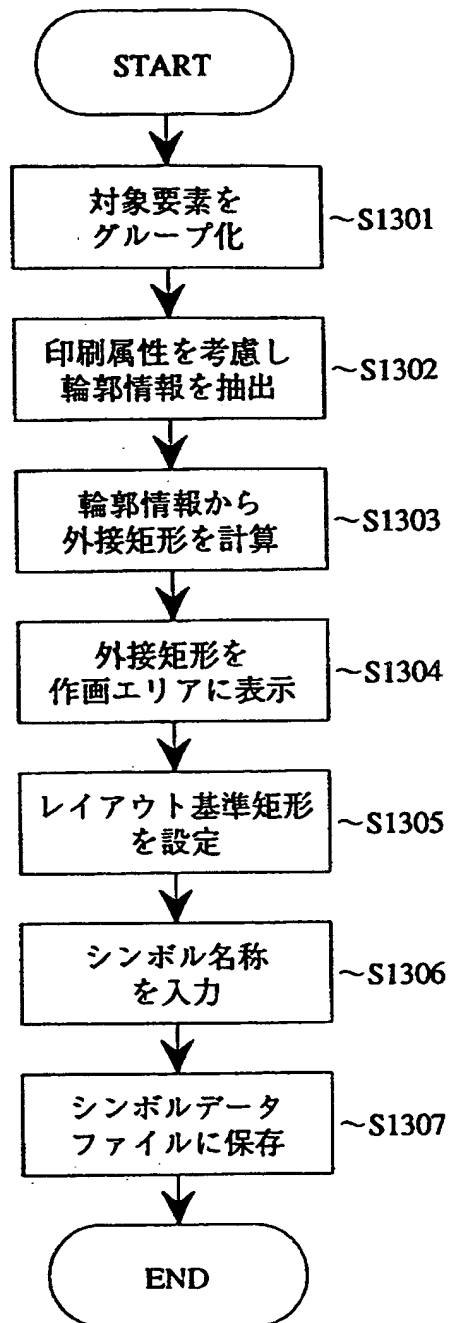 START
対象要素を
グループ化
～S1301
印刷属性を考慮し
輪郭情報を抽出
～S1302
輪郭情報から
外接矩形を計算
～S1303
外接矩形を
作画エリアに表示
～S1304
レイアウト基準矩形
を設定
～S1305
シンボル名称
を入力
～S1306
シンボルデータ
ファイルに保存
～S1307
END